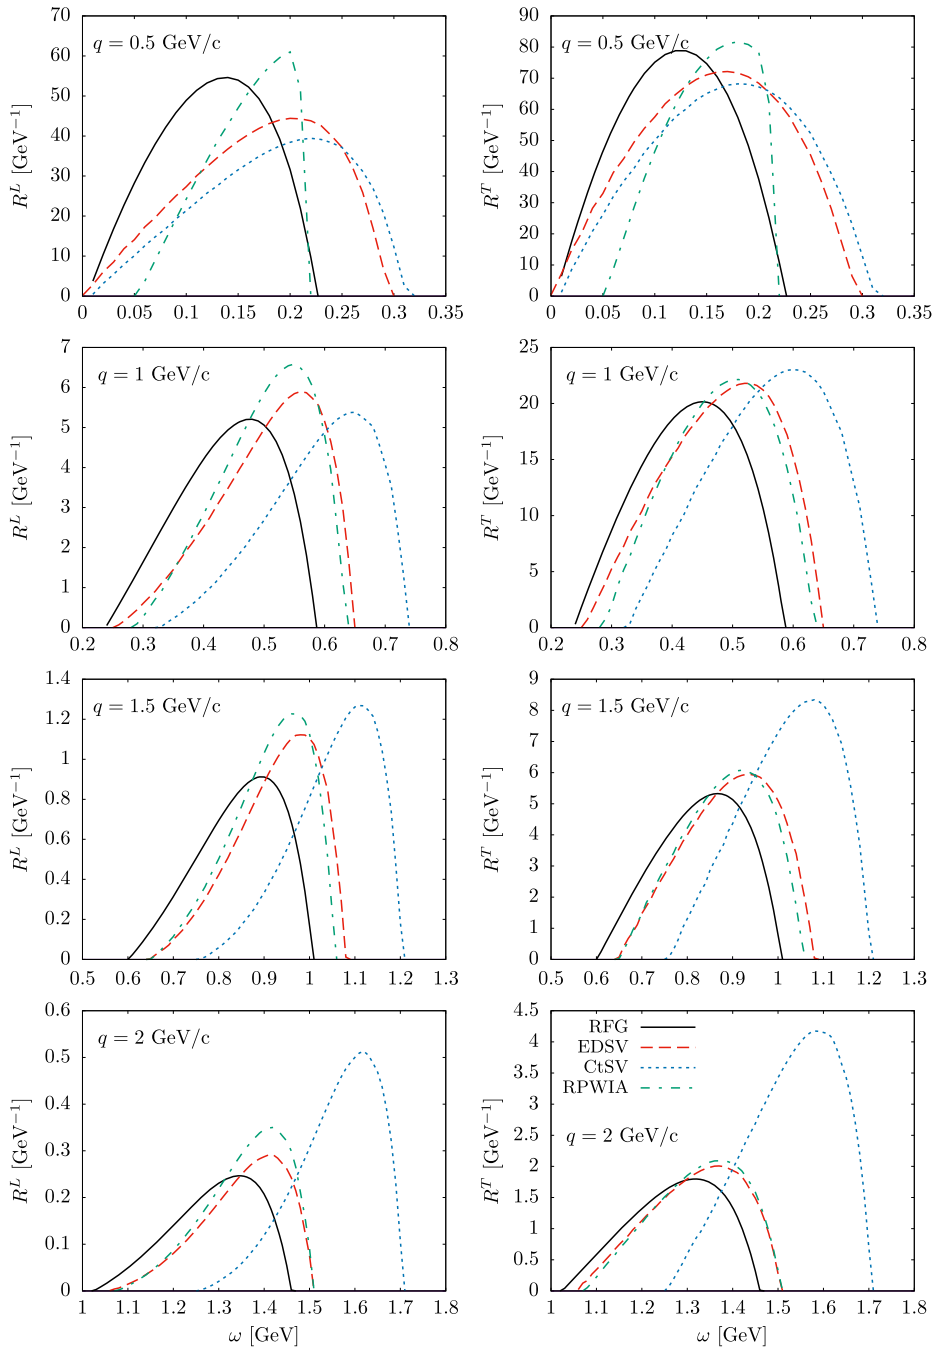 q = 0.5 GeV/c
R^L [GeV^−1]
70
60
50
40
30
20
10
0
0 0.05 0.1 0.15 0.2 0.25 0.3 0.35
q = 0.5 GeV/c
R^T [GeV^−1]
90
80
70
60
50
40
30
20
10
0
0 0.05 0.1 0.15 0.2 0.25 0.3 0.35
q = 1 GeV/c
R^L [GeV^−1]
7
6
5
4
3
2
1
0
0.2 0.3 0.4 0.5 0.6 0.7 0.8
q = 1 GeV/c
R^T [GeV^−1]
25
20
15
10
5
0
0.2 0.3 0.4 0.5 0.6 0.7 0.8
q = 1.5 GeV/c
R^L [GeV^−1]
1.4
1.2
1
0.8
0.6
0.4
0.2
0
0.5 0.6 0.7 0.8 0.9 1 1.1 1.2 1.3
q = 1.5 GeV/c
R^T [GeV^−1]
9
8
7
6
5
4
3
2
1
0
0.5 0.6 0.7 0.8 0.9 1 1.1 1.2 1.3
q = 2 GeV/c
R^L [GeV^−1]
0.6
0.5
0.4
0.3
0.2
0.1
0
1 1.1 1.2 1.3 1.4 1.5 1.6 1.7 1.8
ω [GeV]
RFG
EDSV
CtSV
RPWIA
q = 2 GeV/c
R^T [GeV^−1]
4.5
4
3.5
3
2.5
2
1.5
1
0.5
0
1 1.1 1.2 1.3 1.4 1.5 1.6 1.7 1.8
ω [GeV]